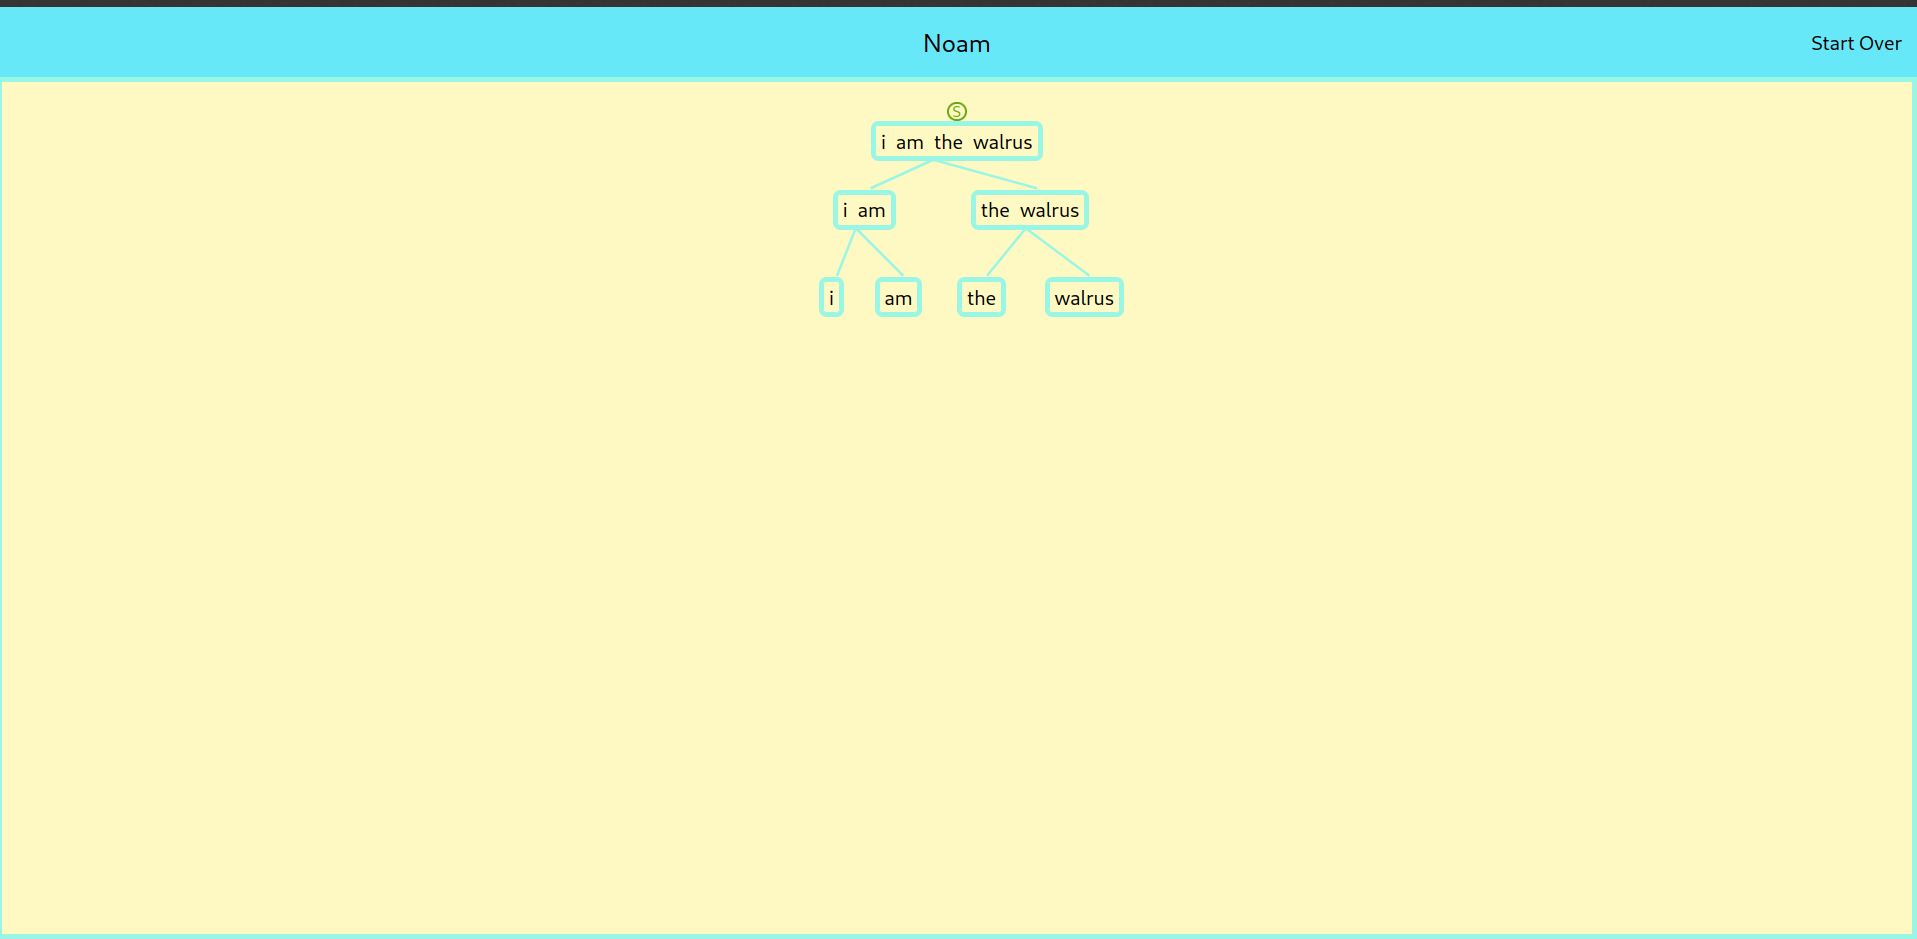 Noam
Start Over
S
i am the walrus
i am
the walrus
i
am
the
walrus